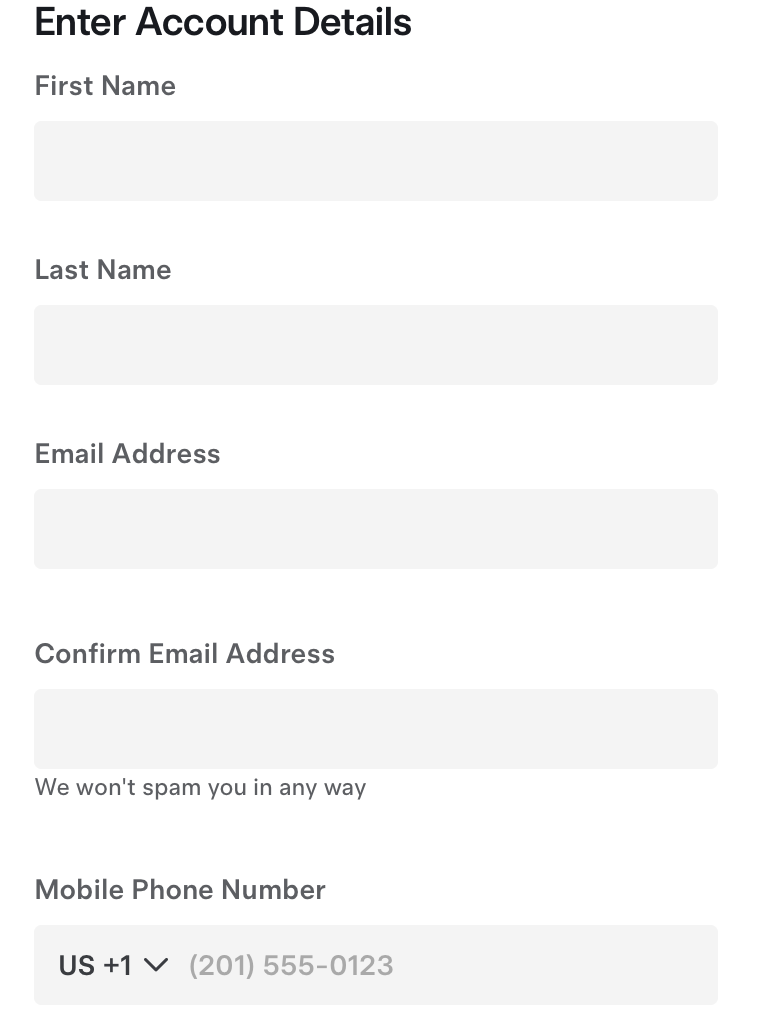 Enter Account Details
First Name
Last Name
Email Address
Confirm Email Address
We won't spam you in any way
Mobile Phone Number
US +1 (201) 555-0123